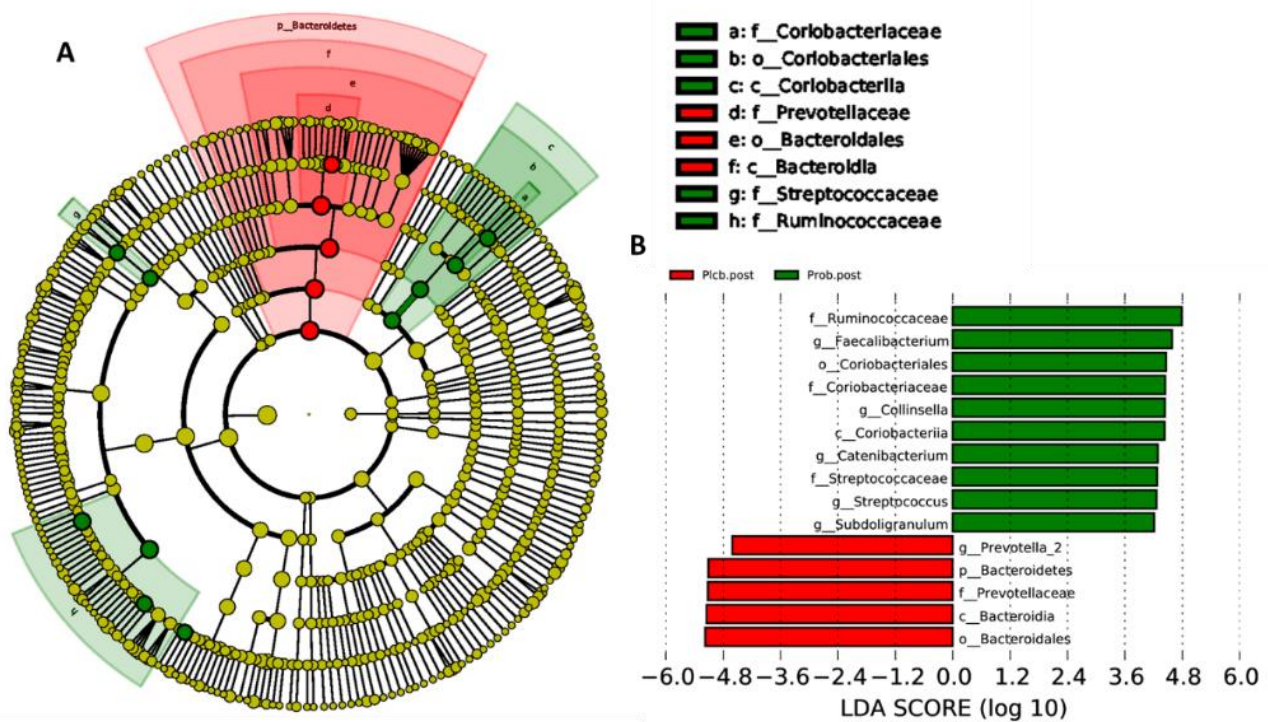 A
p__Bacteroidetes
f
e
d
c
b
a
g
h
a: f__Coriobacteriaceae
b: o__Coriobacteriales
c: c__Coriobacteriia
d: f__Prevotellaceae
e: o__Bacteroidales
f: c__Bacteroidia
g: f__Streptococcaceae
h: f__Ruminococcaceae
B
Plcb.post Prob.post
f__Ruminococcaceae
g__Faecalibacterium
o__Coriobacteriales
f__Coriobacteriaceae
g__Collinsella
c__Coriobacteriia
g__Catenibacterium
f__Streptococcaceae
g__Streptococcus
g__Subdoligranulum
g__Prevotella_2
p__Bacteroidetes
f__Prevotellaceae
c__Bacteroidia
o__Bacteroidales
−6.0 −4.8 −3.6 −2.4 −1.2 0.0 1.2 2.4 3.6 4.8 6.0
LDA SCORE (log 10)